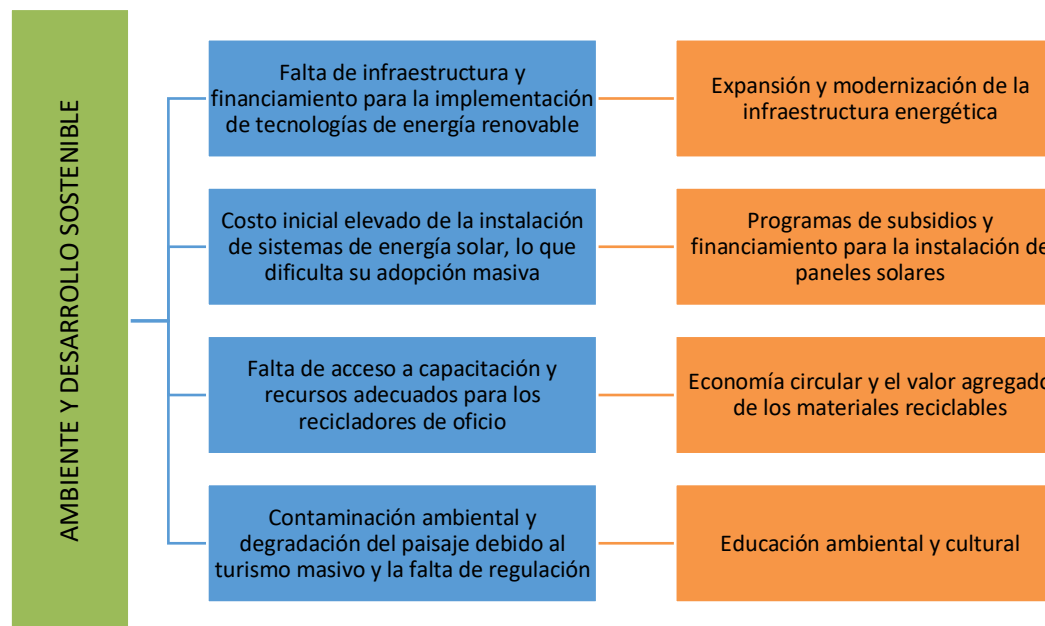 AMBIENTE Y DESARROLLO SOSTENIBLE
Falta de infraestructura y
financiamiento para la implementación
de tecnologías de energía renovable
Expansión y modernización de la
infraestructura energética
Costo inicial elevado de la instalación
de sistemas de energía solar, lo que
dificulta su adopción masiva
Programas de subsidios y
financiamiento para la instalación de
paneles solares
Falta de acceso a capacitación y
recursos adecuados para los
recicladores de oficio
Economía circular y el valor agregado
de los materiales reciclables
Contaminación ambiental y
degradación del paisaje debido al
turismo masivo y la falta de regulación
Educación ambiental y cultural